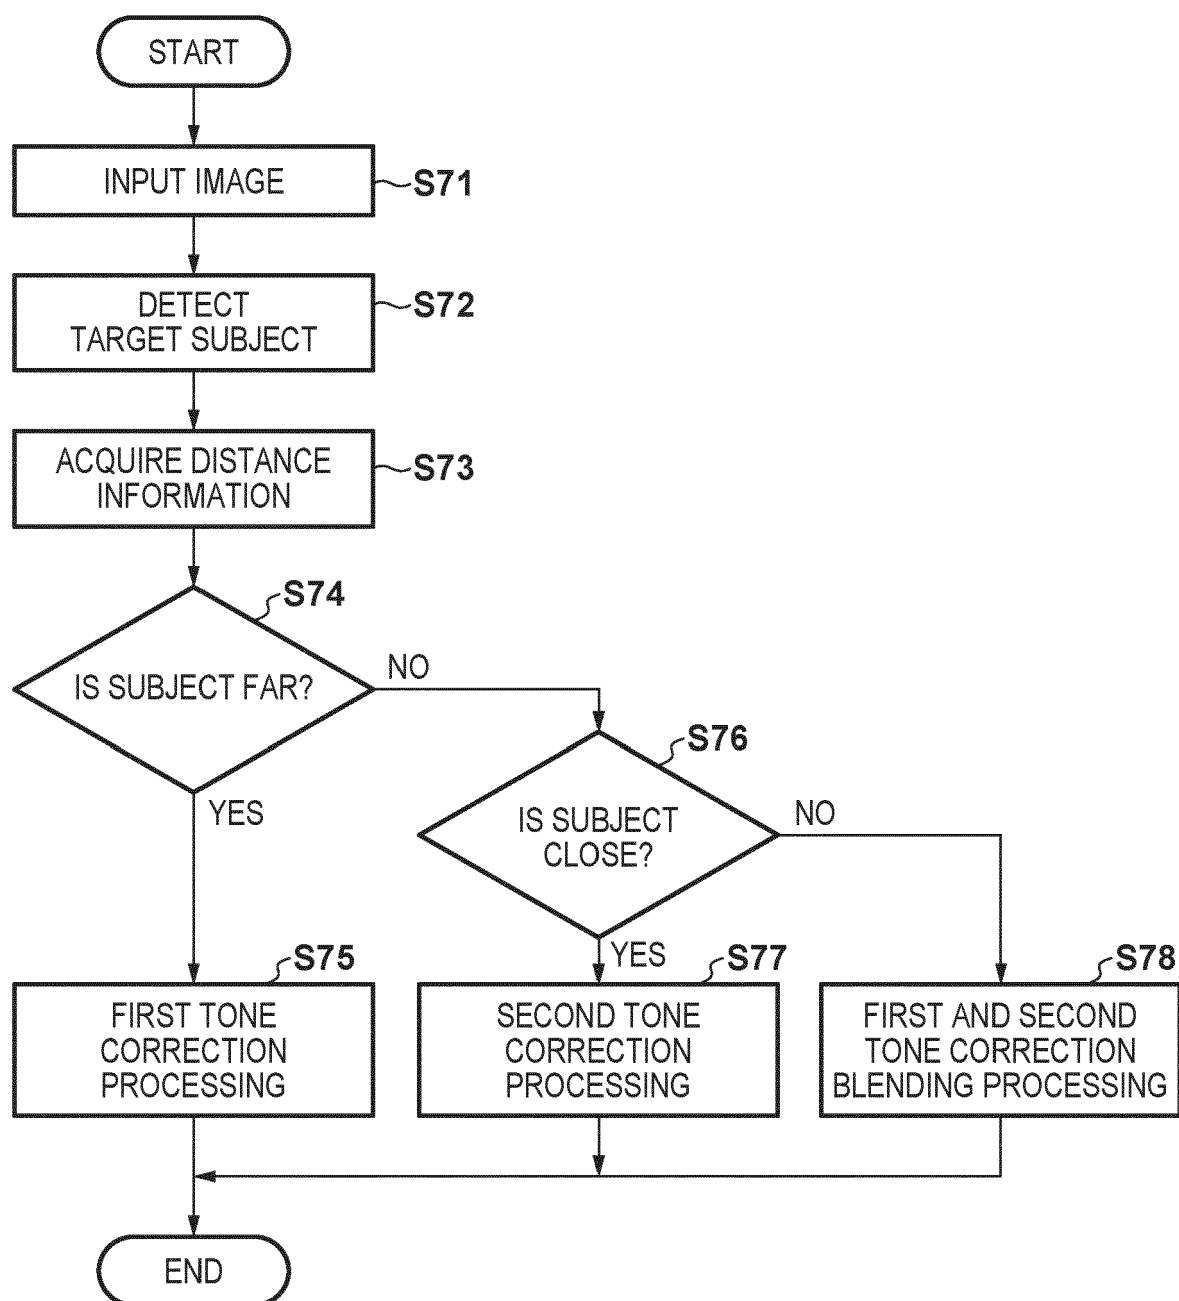 START
INPUT IMAGE
S71
DETECT
TARGET SUBJECT
S72
ACQUIRE DISTANCE
INFORMATION
S73
S74
IS SUBJECT FAR?
NO
YES
S76
IS SUBJECT
CLOSE?
NO
YES
S75
FIRST TONE
CORRECTION
PROCESSING
S77
SECOND TONE
CORRECTION
PROCESSING
S78
FIRST AND SECOND
TONE CORRECTION
BLENDING PROCESSING
END